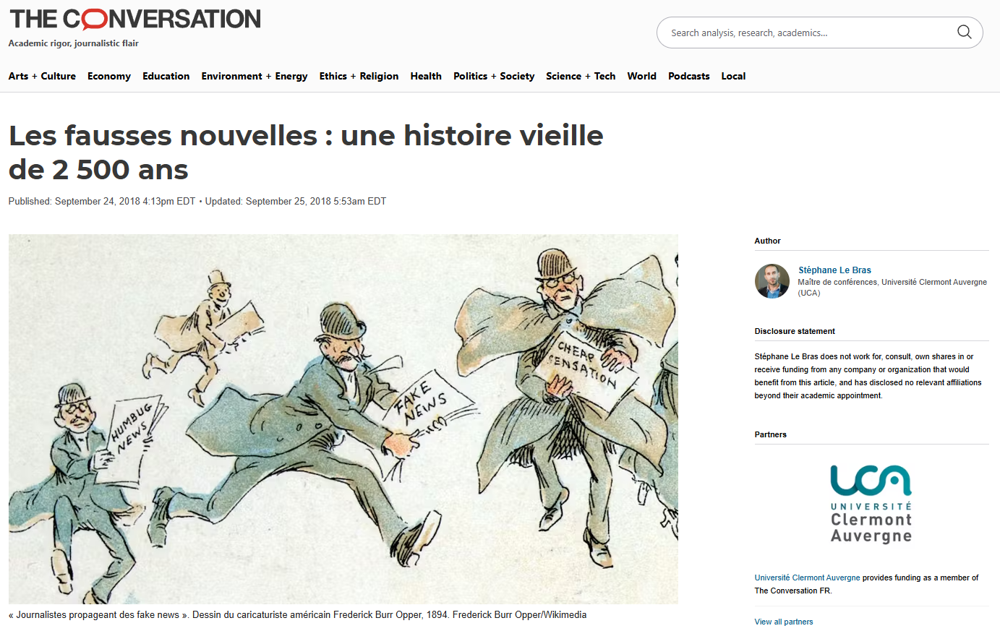 THE CONVERSATION
Academic rigor, journalistic flair
Search analysis, research, academics...
Arts + Culture Economy Education Environment + Energy Ethics + Religion Health Politics + Society Science + Tech World Podcasts Local
Les fausses nouvelles : une histoire vieille
de 2 500 ans
Published: September 24, 2018 4:13pm EDT • Updated: September 25, 2018 5:53am EDT
HUMBUG
NEWS
FAKE
NEWS
CHEAP
SENSATION
« Journalistes propageant des fake news ». Dessin du caricaturiste américain Frederick Burr Opper, 1894. Frederick Burr Opper/Wikimedia
Author
Stéphane Le Bras
Maître de conférences, Université Clermont Auvergne
(UCA)
Disclosure statement
Stéphane Le Bras does not work for, consult, own shares in or
receive funding from any company or organization that would
benefit from this article, and has disclosed no relevant affiliations
beyond their academic appointment.
Partners
UCA
UNIVERSITÉ
Clermont
Auvergne
Université Clermont Auvergne provides funding as a member of
The Conversation FR.
View all partners